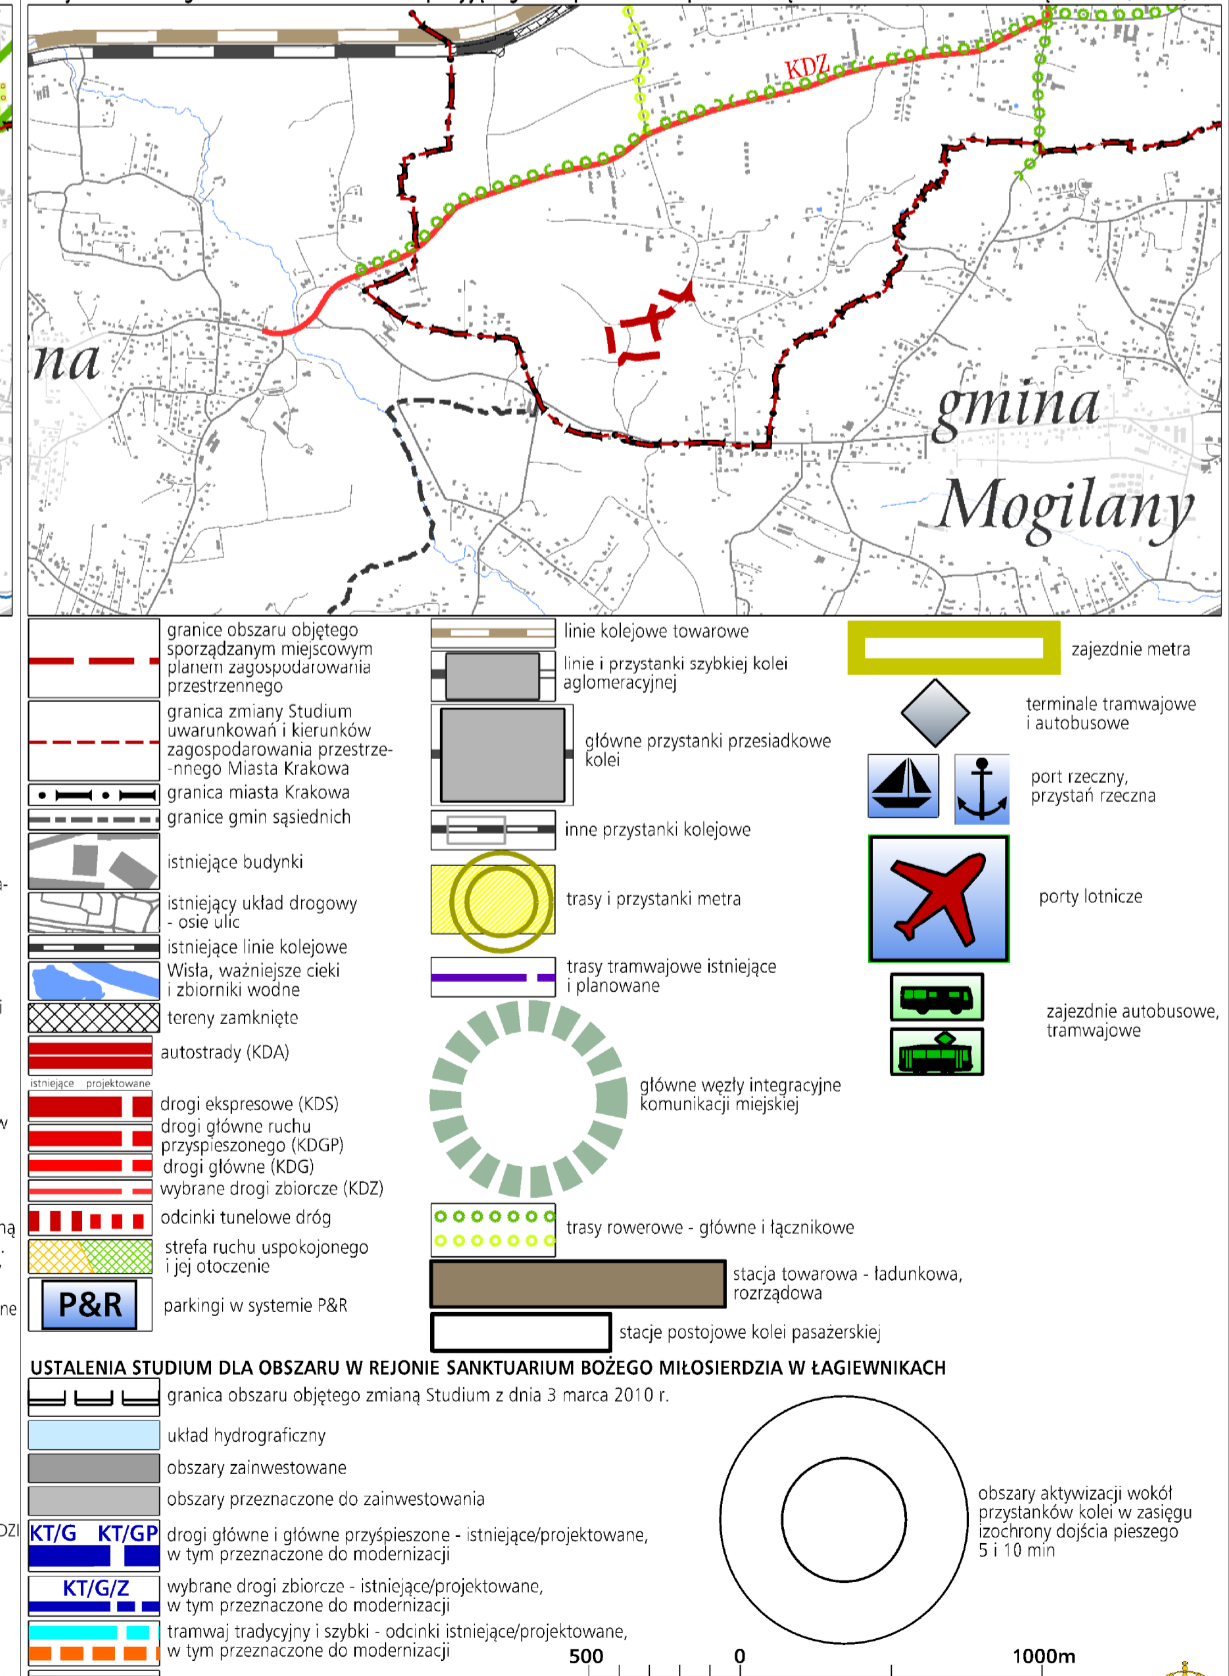 KDZ
na
gmina
Mogilany
granice obszaru objętego
sporządzanym miejscowym
planem zagospodarowania
przestrzennego
granica zmiany Studium
uwarunkowań i kierunków
zagospodarowania przestrze-
-nnego Miasta Krakowa
granica miasta Krakowa
granice gmin sąsiednich
istniejące budynki
istniejący układ drogowy
- osie ulic
istniejące linie kolejowe
Wisła, ważniejsze cieki
i zbiorniki wodne
tereny zamknięte
autostrady (KDA)
istniejące projektowane
drogi ekspresowe (KDS)
drogi główne ruchu
przyspieszonego (KDGP)
drogi główne (KDG)
wybrane drogi zbiorcze (KDZ)
odcinki tunelowe dróg
strefa ruchu uspokojonego
i jej otoczenie
P&R
parkingi w systemie P&R
linie kolejowe towarowe
linie i przystanki szybkiej kolei
aglomeracyjnej
główne przystanki przesiadkowe
kolei
inne przystanki kolejowe
trasy i przystanki metra
trasy tramwajowe istniejące
i planowane
główne węzły integracyjne
komunikacji miejskiej
trasy rowerowe - główne i łącznikowe
stacja towarowa - ładunkowa,
rozrządowa
stacje postojowe kolei pasażerskiej
zajezdnie metra
terminale tramwajowe
i autobusowe
port rzeczny,
przystań rzeczna
porty lotnicze
zajezdnie autobusowe,
tramwajowe
USTALENIA STUDIUM DLA OBSZARU W REJONIE SANKTUARIUM BOŻEGO MIŁOSIERDZIA W ŁAGIEWNIKACH
granica obszaru objętego zmianą Studium z dnia 3 marca 2010 r.
układ hydrograficzny
obszary zainwestowane
obszary przeznaczone do zainwestowania
KT/G KT/GP
drogi główne i główne przyśpieszone - istniejące/projektowane,
w tym przeznaczone do modernizacji
KT/G/Z
wybrane drogi zbiorcze - istniejące/projektowane,
w tym przeznaczone do modernizacji
tramwaj tradycyjny i szybki - odcinki istniejące/projektowane,
w tym przeznaczone do modernizacji
obszary aktywizacji wokół
przystanków kolei w zasięgu
izochrony dojścia pieszego
5 i 10 min
500 0 1000m